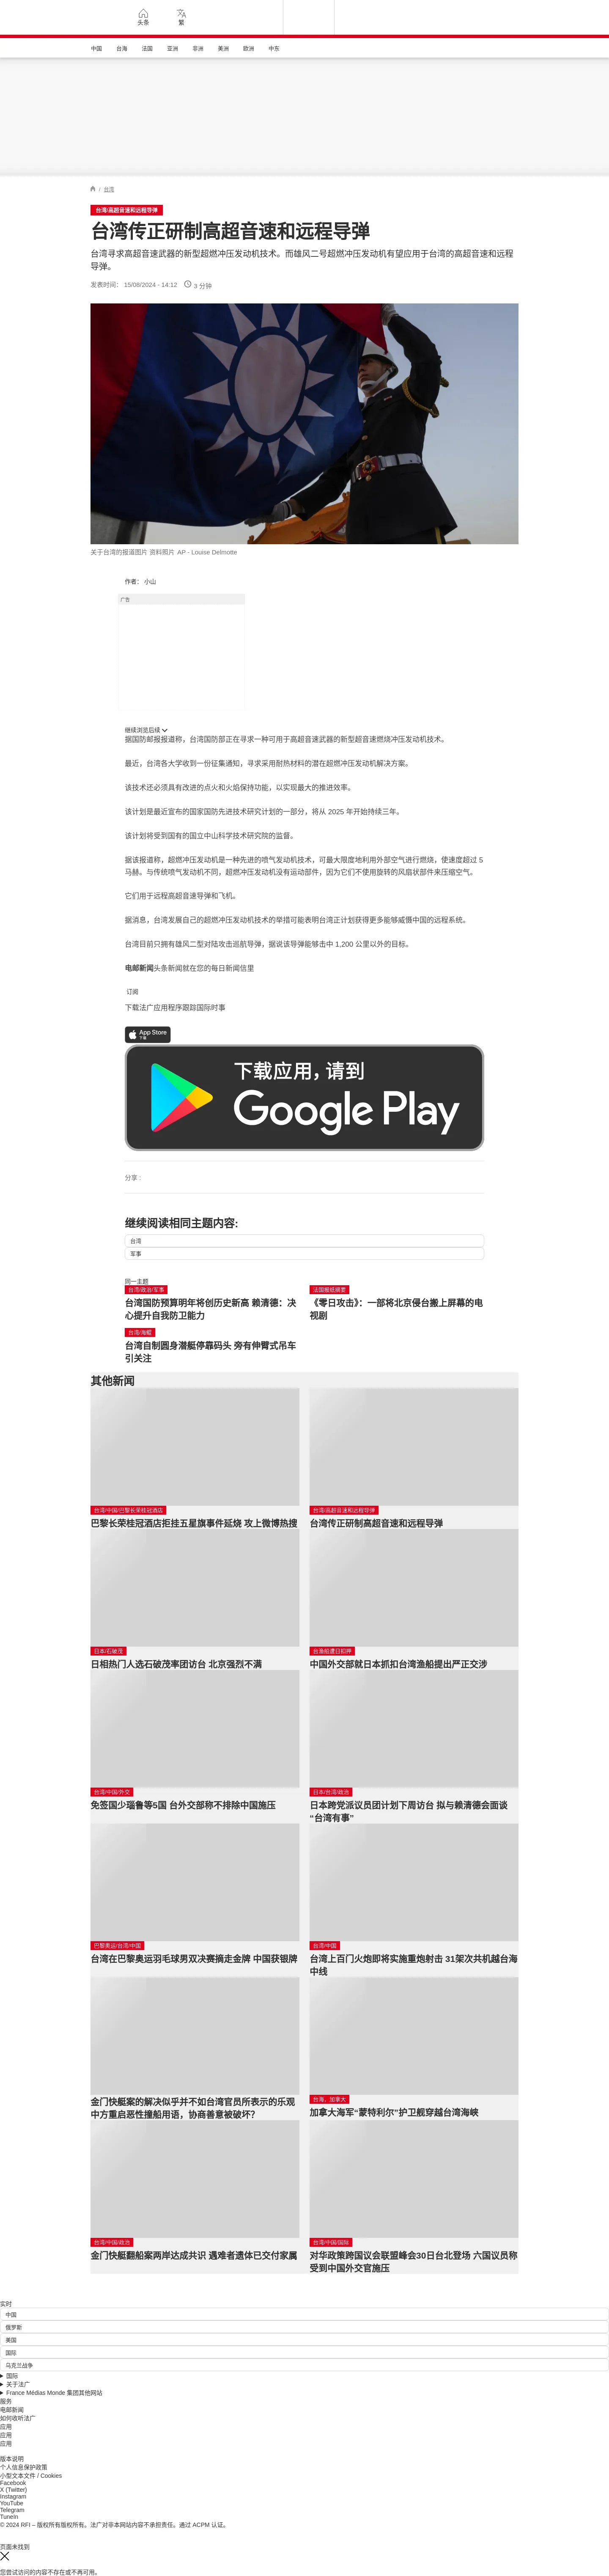 头条
繁
中国
台海
法国
亚洲
非洲
美洲
欧洲
中东
/ 台湾
台湾/高超音速和远程导弹
台湾传正研制高超音速和远程导弹
台湾寻求高超音速武器的新型超燃冲压发动机技术。而雄风二号超燃冲压发动机有望应用于台湾的高超音速和远程
导弹。
发表时间： 15/08/2024 - 14:12
3 分钟
关于台湾的报道图片 资料照片 AP - Louise Delmotte
作者： 小山
广告
继续浏览后续
据国防邮报报道称，台湾国防部正在寻求一种可用于高超音速武器的新型超音速燃烧冲压发动机技术。
最近，台湾各大学收到一份征集通知，寻求采用耐热材料的潜在超燃冲压发动机解决方案。
该技术还必须具有改进的点火和火焰保持功能，以实现最大的推进效率。
该计划是最近宣布的国家国防先进技术研究计划的一部分，将从 2025 年开始持续三年。
该计划将受到国有的国立中山科学技术研究院的监督。
据该报道称，超燃冲压发动机是一种先进的喷气发动机技术，可最大限度地利用外部空气进行燃烧，使速度超过 5
马赫。与传统喷气发动机不同，超燃冲压发动机没有运动部件，因为它们不使用旋转的风扇状部件来压缩空气。
它们用于远程高超音速导弹和飞机。
据消息，台湾发展自己的超燃冲压发动机技术的举措可能表明台湾正计划获得更多能够威慑中国的远程系统。
台湾目前只拥有雄风二型对陆攻击巡航导弹，据说该导弹能够击中 1,200 公里以外的目标。
电邮新闻头条新闻就在您的每日新闻信里
订阅
下载法广应用程序跟踪国际时事
App Store
下载
下载应用，请到
Google Play
分享 :
继续阅读相同主题内容:
台湾
军事
同一主题
台湾/政治/军事
台湾国防预算明年将创历史新高 赖清德：决
心提升自我防卫能力
法国报纸摘要
《零日攻击》：一部将北京侵台搬上屏幕的电
视剧
台湾/海鲲
台湾自制圆身潜艇停靠码头 旁有伸臂式吊车
引关注
其他新闻
台湾/中国/巴黎长荣桂冠酒店
巴黎长荣桂冠酒店拒挂五星旗事件延烧 攻上微博热搜
台湾/高超音速和远程导弹
台湾传正研制高超音速和远程导弹
日本/石破茂
日相热门人选石破茂率团访台 北京强烈不满
台渔船遭日扣押
中国外交部就日本抓扣台湾渔船提出严正交涉
台湾/中国/外交
免签国少瑙鲁等5国 台外交部称不排除中国施压
日本/台湾/政治
日本跨党派议员团计划下周访台 拟与赖清德会面谈
“台湾有事”
巴黎奥运/台湾/中国
台湾在巴黎奥运羽毛球男双决赛摘走金牌 中国获银牌
台湾/中国
台湾上百门火炮即将实施重炮射击 31架次共机越台海
中线
金门快艇案的解决似乎并不如台湾官员所表示的乐观
中方重启恶性撞船用语，协商善意被破坏？
台海，加拿大
加拿大海军“蒙特利尔”护卫舰穿越台湾海峡
台湾/中国/政治
金门快艇翻船案两岸达成共识 遇难者遗体已交付家属
台湾/中国/国际
对华政策跨国议会联盟峰会30日台北登场 六国议员称
受到中国外交官施压
实时
中国
俄罗斯
美国
国际
马克兰战争
国际
关于法广
France Médias Monde 集团其他网站
服务
电邮新闻
如何收听法广
应用
应用
应用
版本说明
个人信息保护政策
小型文本文件 / Cookies
Facebook
X (Twitter)
Instagram
YouTube
Telegram
TuneIn
© 2024 RFI – 版权所有版权所有。法广对非本网站内容不承担责任。通过 ACPM 认证。
页面未找到
您尝试访问的内容不存在或不再可用。